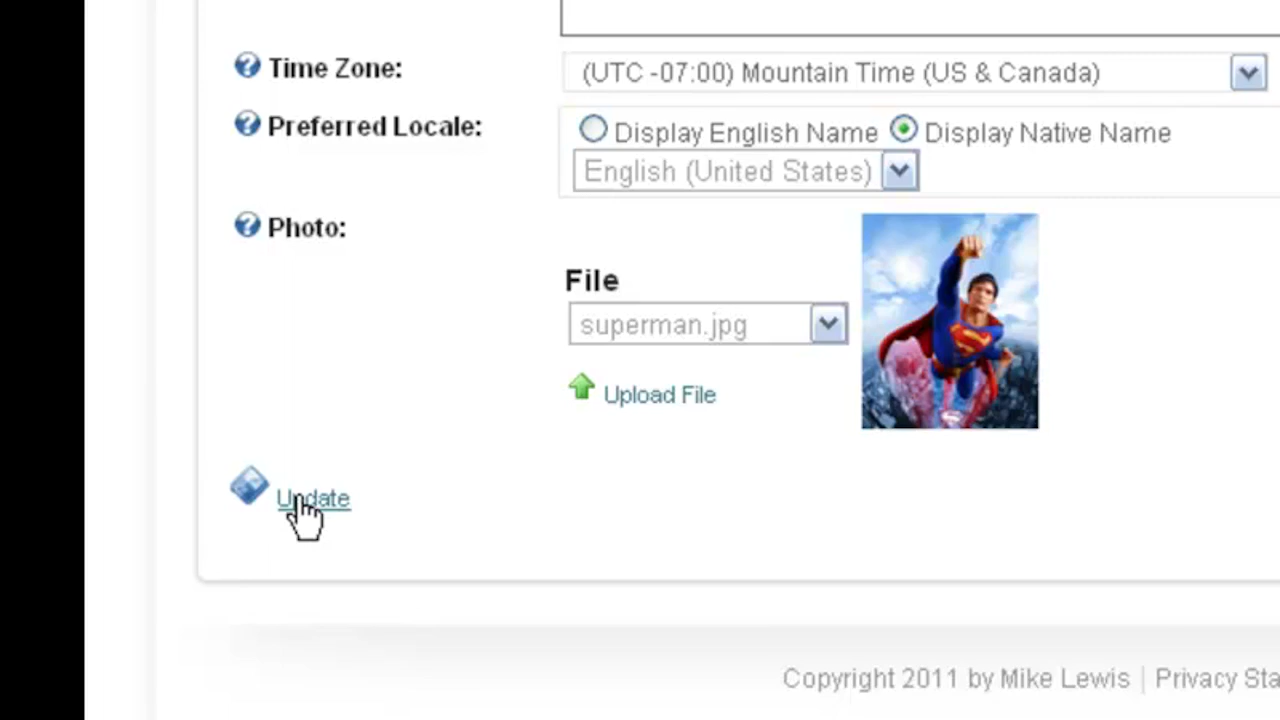 Time Zone:
(UTC -07:00) Mountain Time (US & Canada)
Preferred Locale:
Display English Name Display Native Name
English (United States)
Photo:
File
superman.jpg
Upload File
Update
Copyright 2011 by Mike Lewis | Privacy Sta